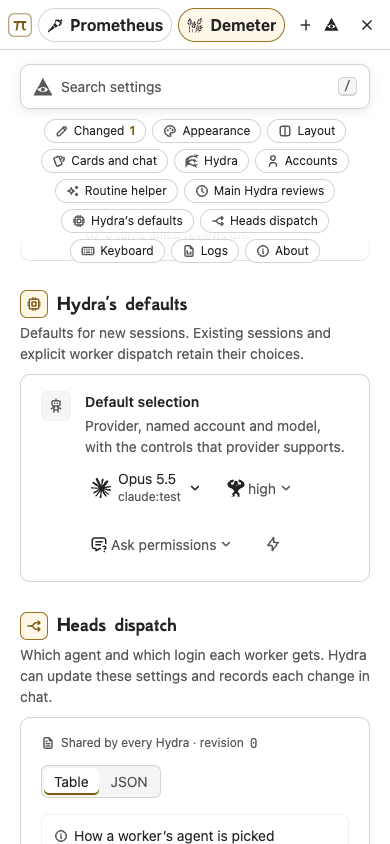 Prometheus
Demeter
Search settings /
Changed 1
Appearance
Layout
Cards and chat
Hydra
Accounts
Routine helper
Main Hydra reviews
Hydra's defaults
Heads dispatch
Keyboard
Logs
About
Hydra's defaults
Defaults for new sessions. Existing sessions and
explicit worker dispatch retain their choices.
Default selection
Provider, named account and model,
with the controls that provider supports.
Opus 5.5
claude:test
high
Ask permissions
Heads dispatch
Which agent and which login each worker gets. Hydra
can update these settings and records each change in
chat.
Shared by every Hydra · revision 0
Table
JSON
How a worker's agent is picked